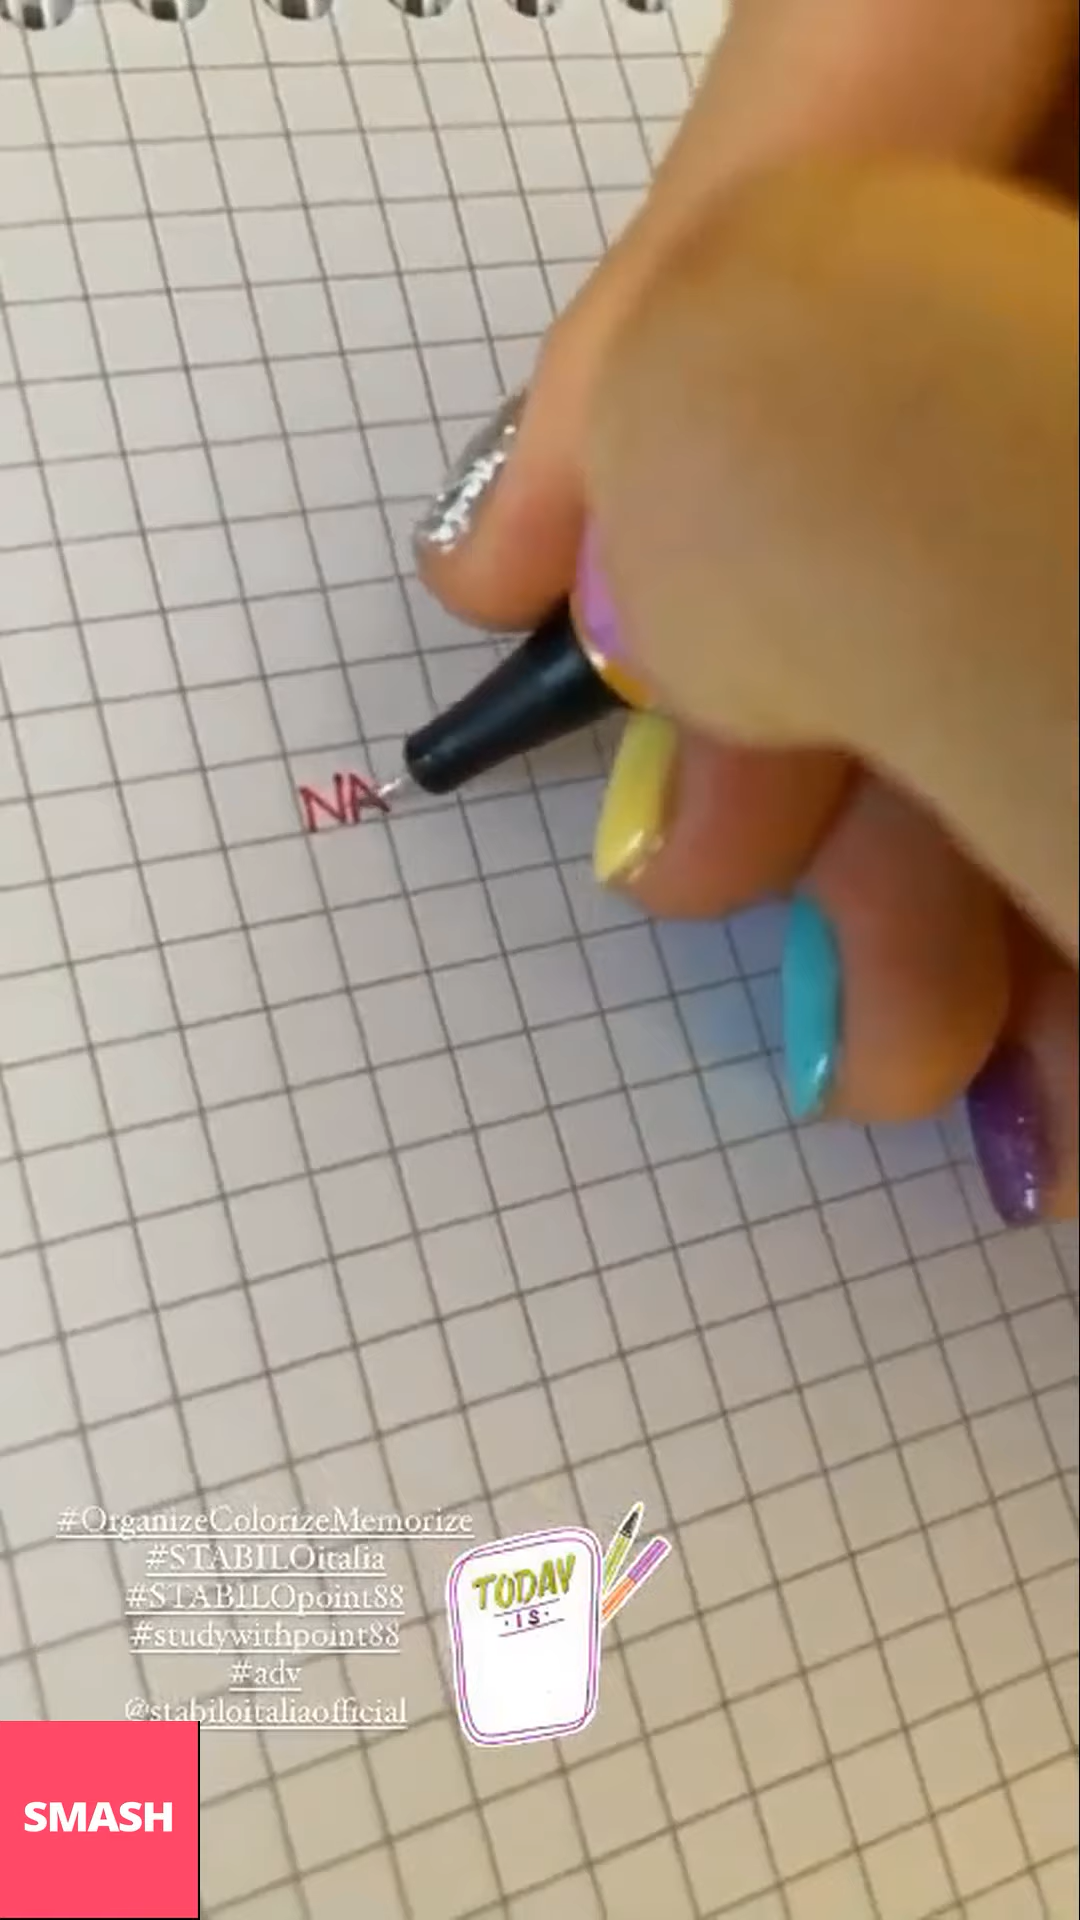 NA
#OrganizeColorizeMemorize
#STABILOitalia
#STABILOpoint88
#studywithpoint88
#adv
@stabiloitaliaofficial
TODAY
·IS·
SMASH